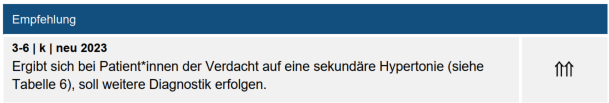 Empfehlung
3-6 | k | neu 2023
Ergibt sich bei Patient*innen der Verdacht auf eine sekundäre Hypertonie (siehe
Tabelle 6), soll weitere Diagnostik erfolgen.
⇑⇑